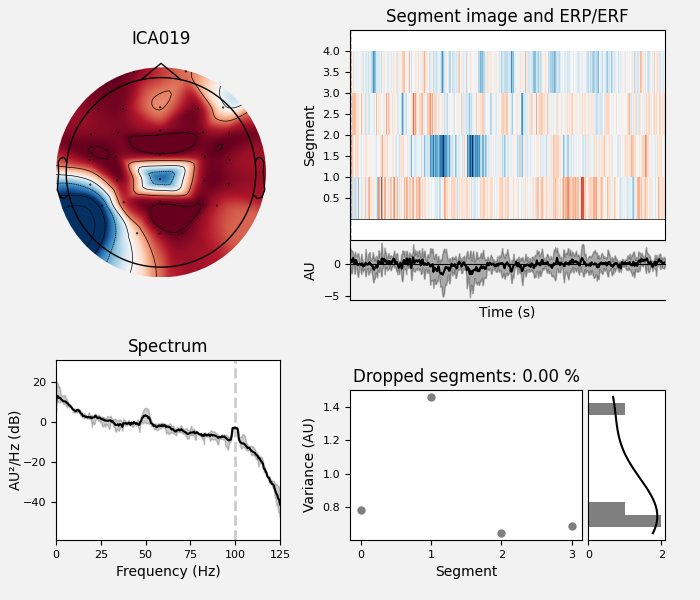 ICA019
Segment image and ERP/ERF
Segment
4.0
3.5
3.0
2.5
2.0
1.5
1.0
0.5
AU
0
−5
Time (s)
Spectrum
AU²/Hz (dB)
20
0
−20
−40
0 25 50 75 100 125
Frequency (Hz)
Dropped segments: 0.00 %
Variance (AU)
1.4
1.2
1.0
0.8
0 1 2 3
Segment
0 2